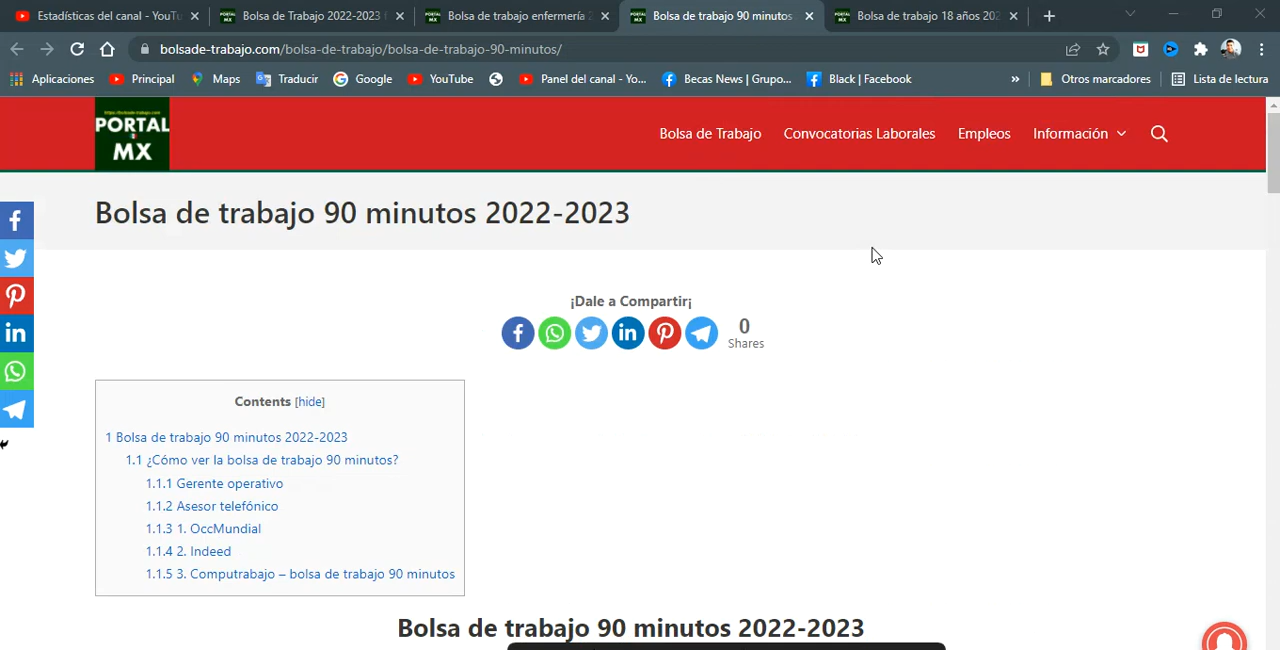 Estadísticas del canal - YouTu
Bolsa de Trabajo 2022-2023
Bolsa de trabajo enfermería 2
Bolsa de trabajo 90 minutos
Bolsa de trabajo 18 años 202
bolsade-trabajo.com/bolsa-de-trabajo/bolsa-de-trabajo-90-minutos/
Aplicaciones
Principal
Maps
Traducir
Google
YouTube
Panel del canal - Yo...
Becas News | Grupo...
Black | Facebook
»
Otros marcadores
Lista de lectura
PORTAL
MX
Bolsa de Trabajo
Convocatorias Laborales
Empleos
Información
Bolsa de trabajo 90 minutos 2022-2023
¡Dale a Compartir¡
0
Shares
Contents [hide]
1 Bolsa de trabajo 90 minutos 2022-2023
1.1 ¿Cómo ver la bolsa de trabajo 90 minutos?
1.1.1 Gerente operativo
1.1.2 Asesor telefónico
1.1.3 1. OccMundial
1.1.4 2. Indeed
1.1.5 3. Computrabajo – bolsa de trabajo 90 minutos
Bolsa de trabajo 90 minutos 2022-2023